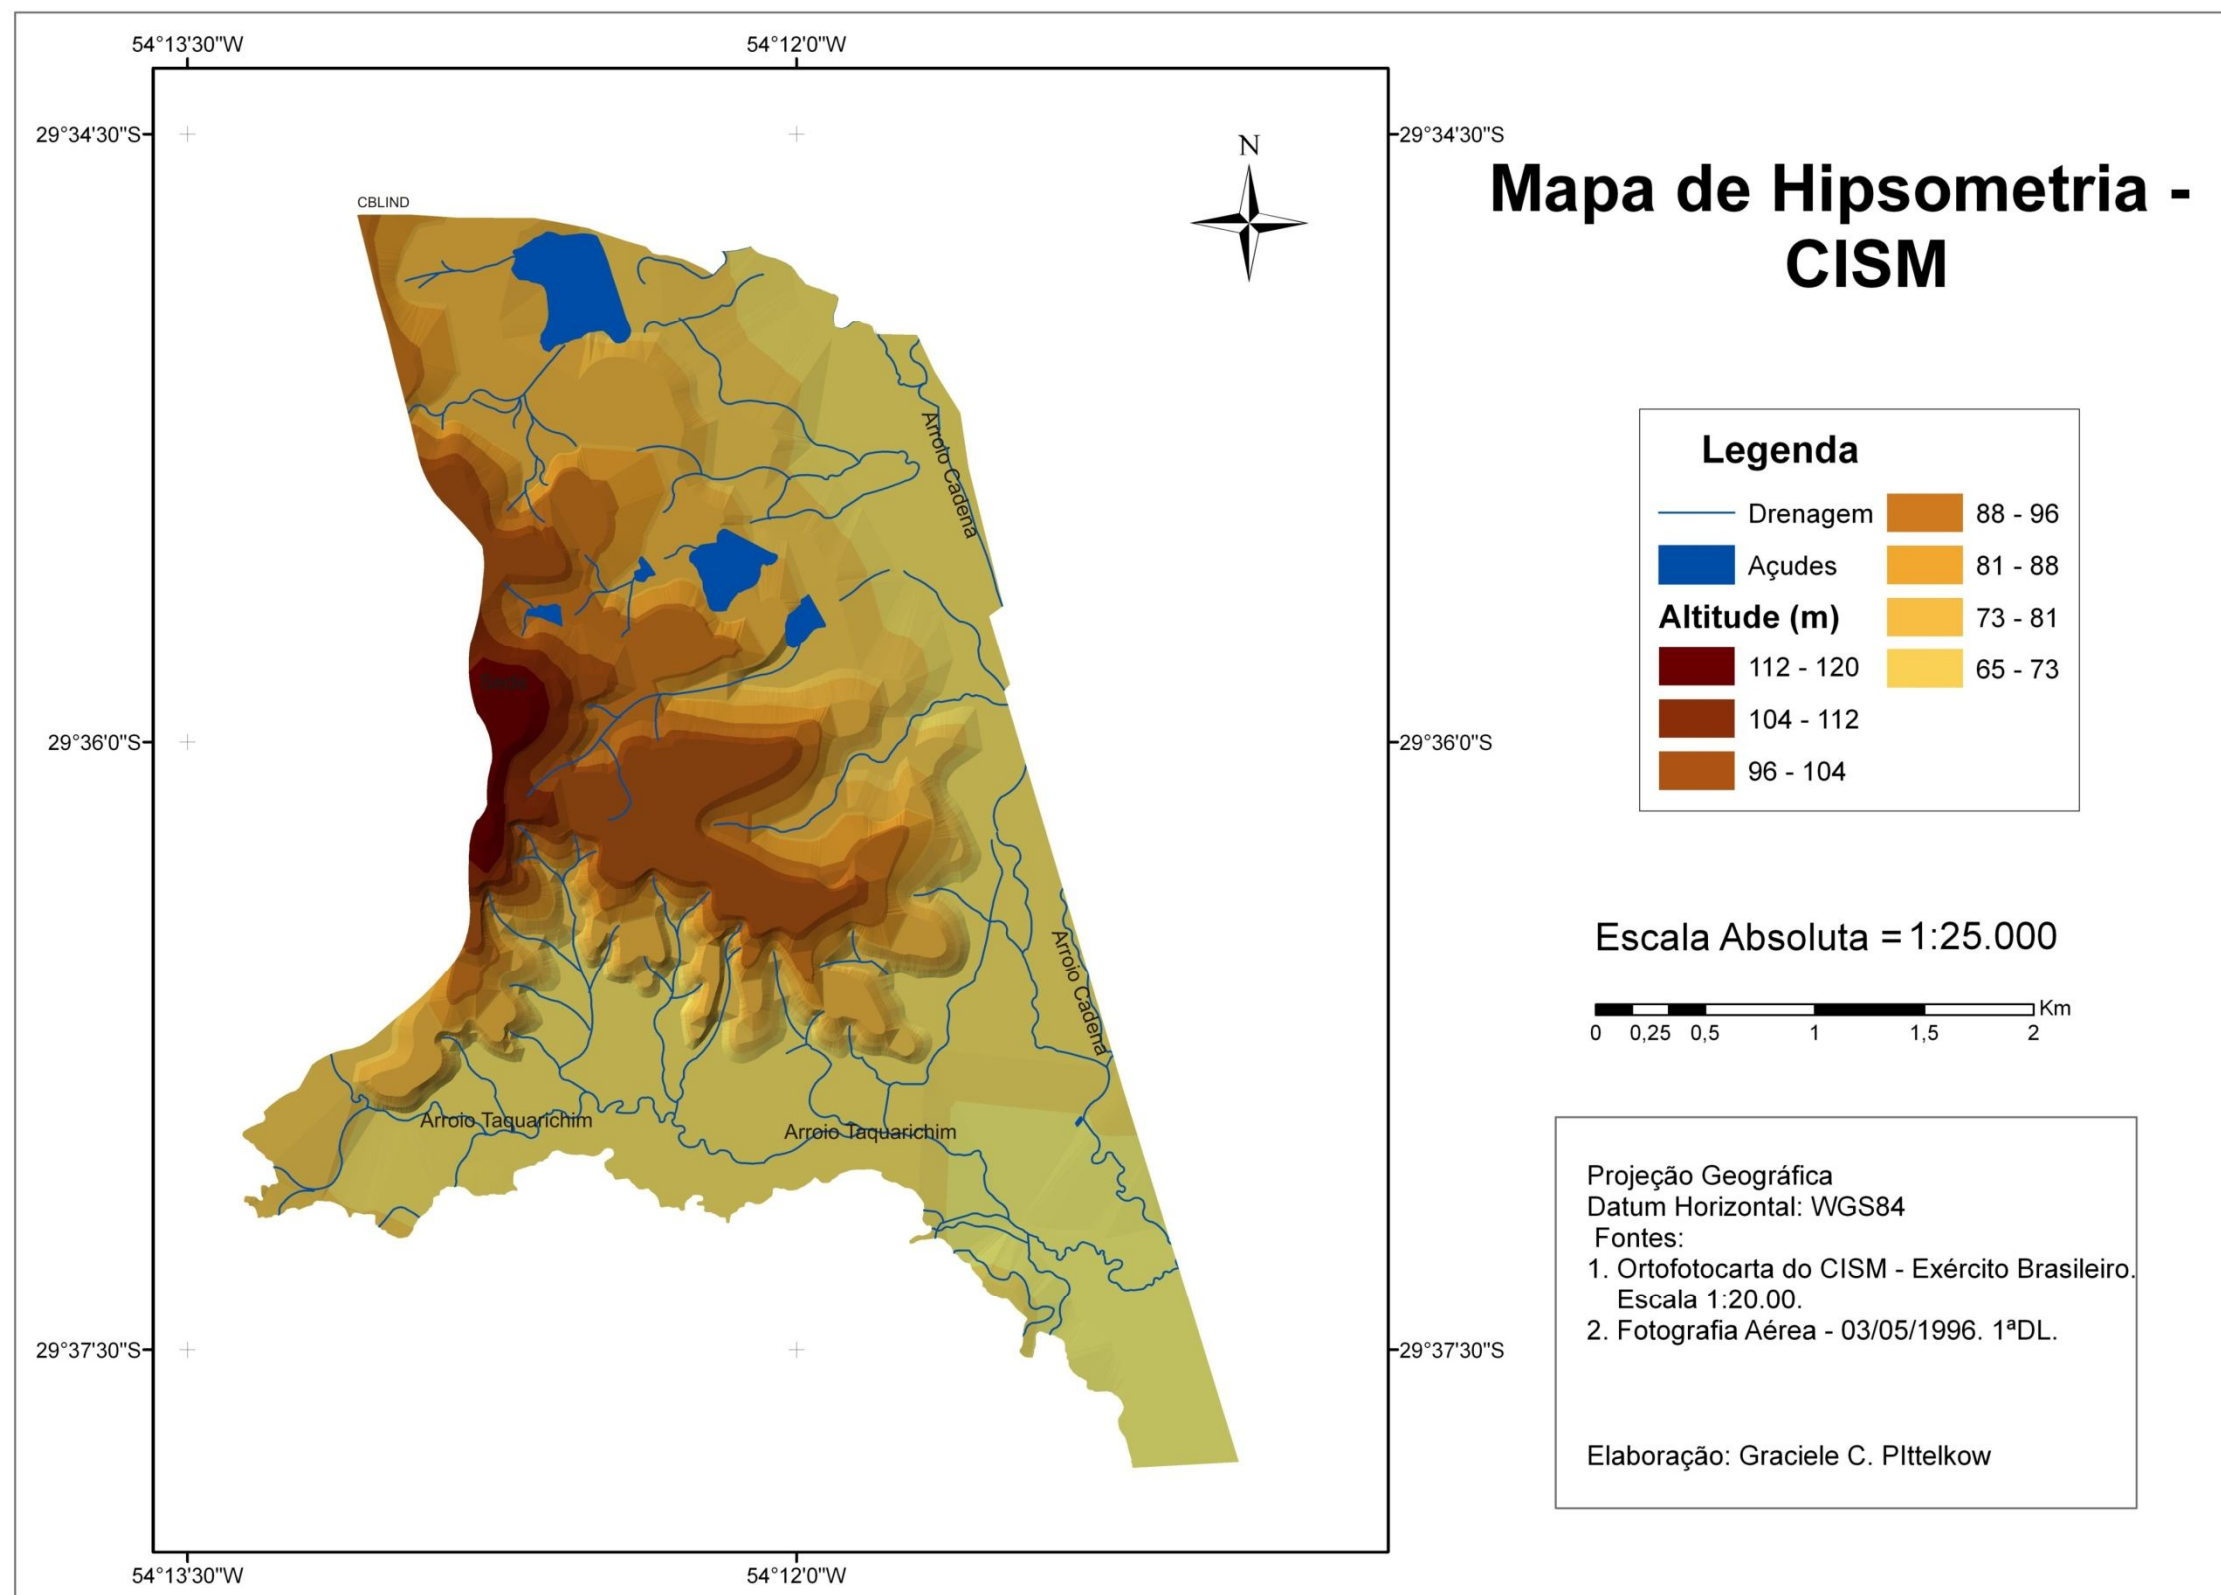 54°13'30"W
54°12'0"W
29°34'30"S
29°34'30"S
N
Mapa de Hipsometria -
CISM
CBLIND
Arroio Cadena
Legenda
Drenagem
Açudes
Altitude (m)
112 - 120
104 - 112
96 - 104
88 - 96
81 - 88
73 - 81
65 - 73
29°36'0"S
29°36'0"S
Arroio Cadena
Escala Absoluta = 1:25.000
Km
0 0,25 0,5 1 1,5 2
Arroio Taquarichim
Arroio Taquarichim
Projeção Geográfica
Datum Horizontal: WGS84
Fontes:
1. Ortofotocarta do CISM - Exército Brasileiro.
Escala 1:20.00.
2. Fotografia Aérea - 03/05/1996. 1ªDL.
29°37'30"S
29°37'30"S
Elaboração: Graciele C. PIttelkow
54°13'30"W
54°12'0"W